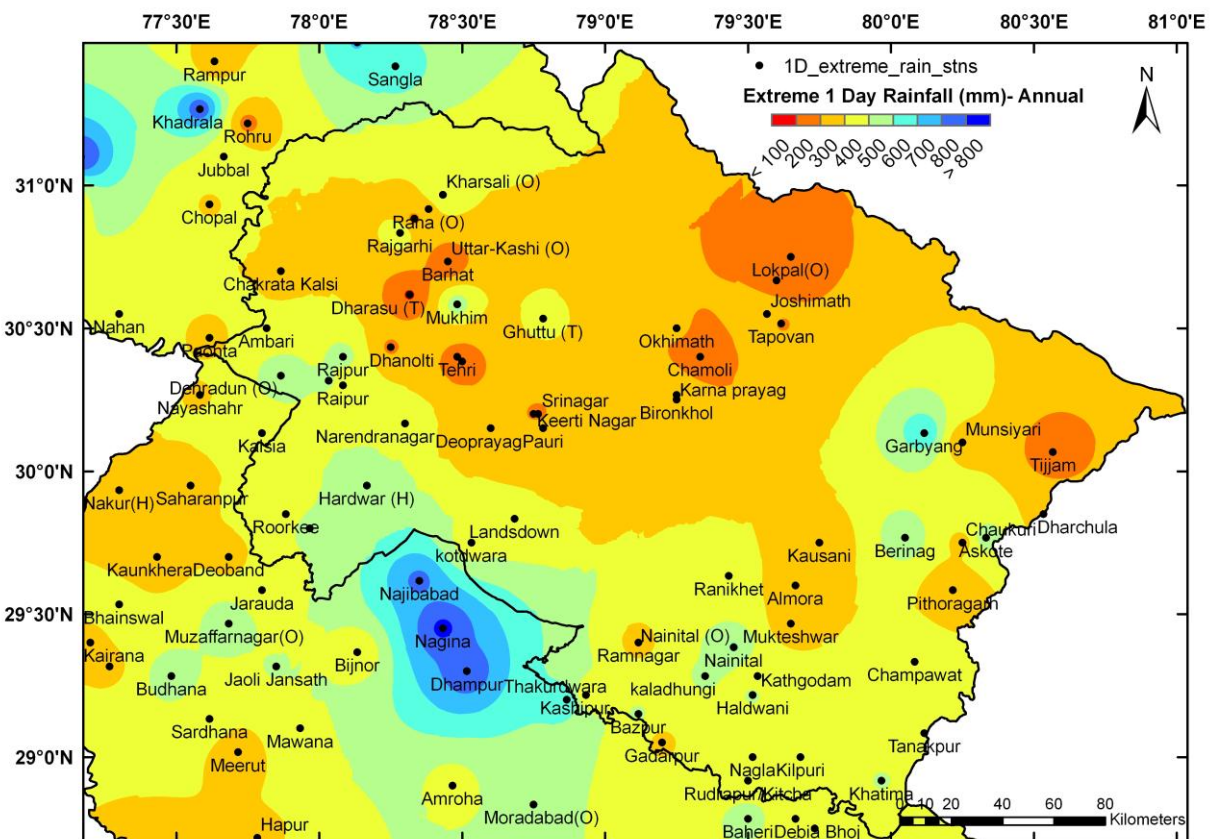 77°30'E 78°0'E 78°30'E 79°0'E 79°30'E 80°0'E 80°30'E 81°0'E
1D_extreme_rain_stns
Extreme 1 Day Rainfall (mm)- Annual
< 100 200 300 400 500 600 700 800 > 800
N
Rampur
Sangla
Khadrala
Rohru
Jubbal
31°0'N
Kharsali (O)
Chopal
Rana (O)
Rajgarhi
Uttar-Kashi (O)
Barhat
Lokpal(O)
Chakrata Kalsi
Dharasu (T)
Mukhim
Joshimath
30°30'N
Nahan
Ambari
Ghuttu (T)
Tapovan
Paonta
Okhimath
Rajpur
Dhanolti
Tehri
Chamoli
Dehradun (O)
Raipur
Karna prayag
Nayashahr
Srinagar
Bironkhol
Keerti Nagar
Kalsia
Narendranagar
Deoprayag
Pauri
Garbyang
Munsiyari
30°0'N
Tijjam
Nakur(H)
Saharanpur
Hardwar (H)
Roorkee
Landsdown
Chaukuri
Dharchula
kotdwara
Kausani
Berinag
Askote
Kaunkhera
Deoband
Ranikhet
Jarauda
Najibabad
Almora
Pithoragarh
29°30'N
Bhainswal
Muzaffarnagar(O)
Nagina
Nainital (O)
Mukteshwar
Kairana
Bijnor
Ramnagar
Nainital
Budhana
Jaoli Jansath
Dhampur
Thakurdwara
kaladhungi
Kathgodam
Champawat
Kashipur
Haldwani
Sardhana
Mawana
Bazpur
Tanakpur
29°0'N
Meerut
Gadarpur
Nagla
Kilpuri
Amroha
Rudrapur/Kitcha
Khatima
Moradabad(O)
0 5 10 20 40 60 80
Kilometers
Hapur
Baheri
Debia Bhoj